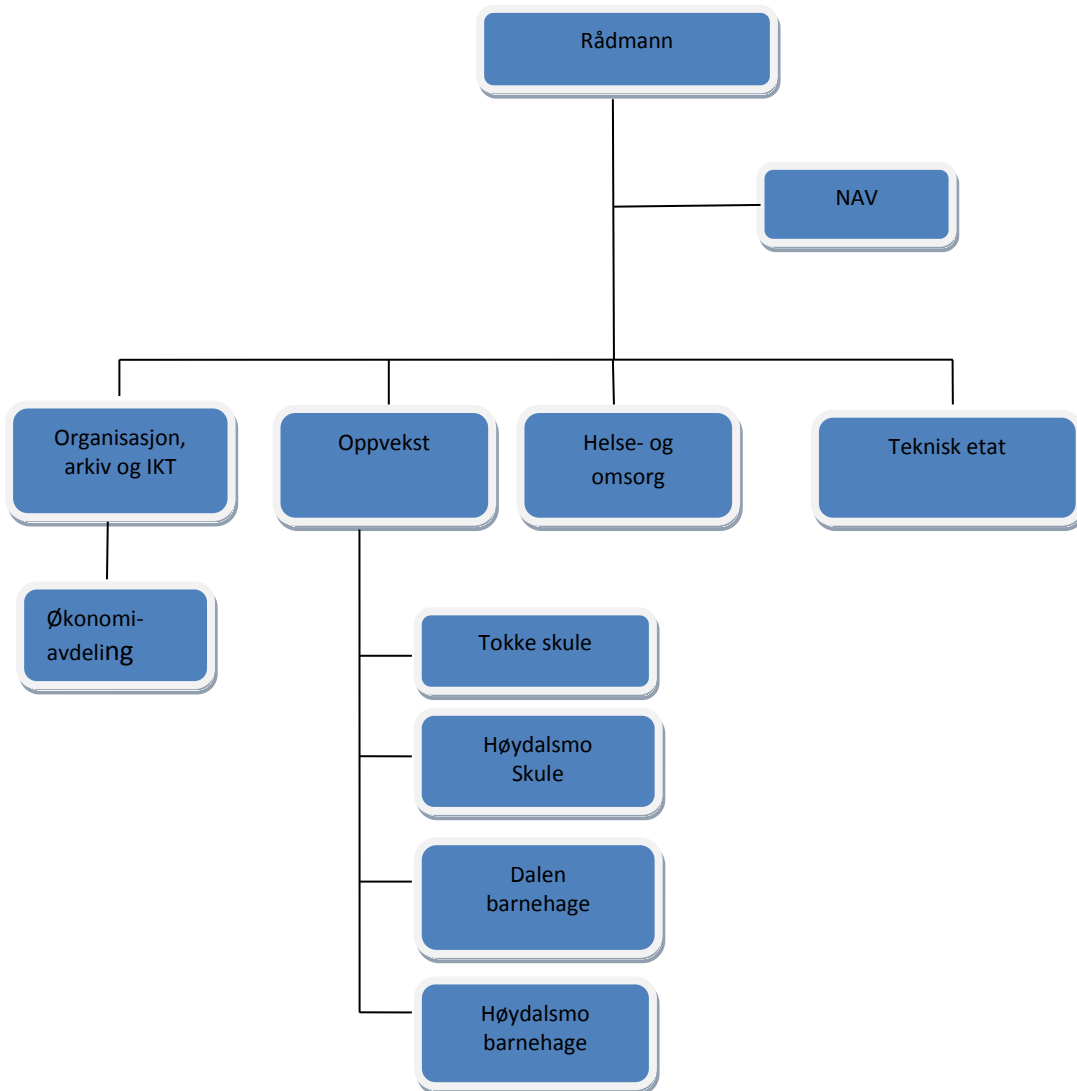 Rådmann
NAV
Organisasjon,
arkiv og IKT
Oppvekst
Helse- og
omsorg
Teknisk etat
Økonomi-
avdeling
Tokke skule
Høydalsmo
Skule
Dalen
barnehage
Høydalsmo
barnehage